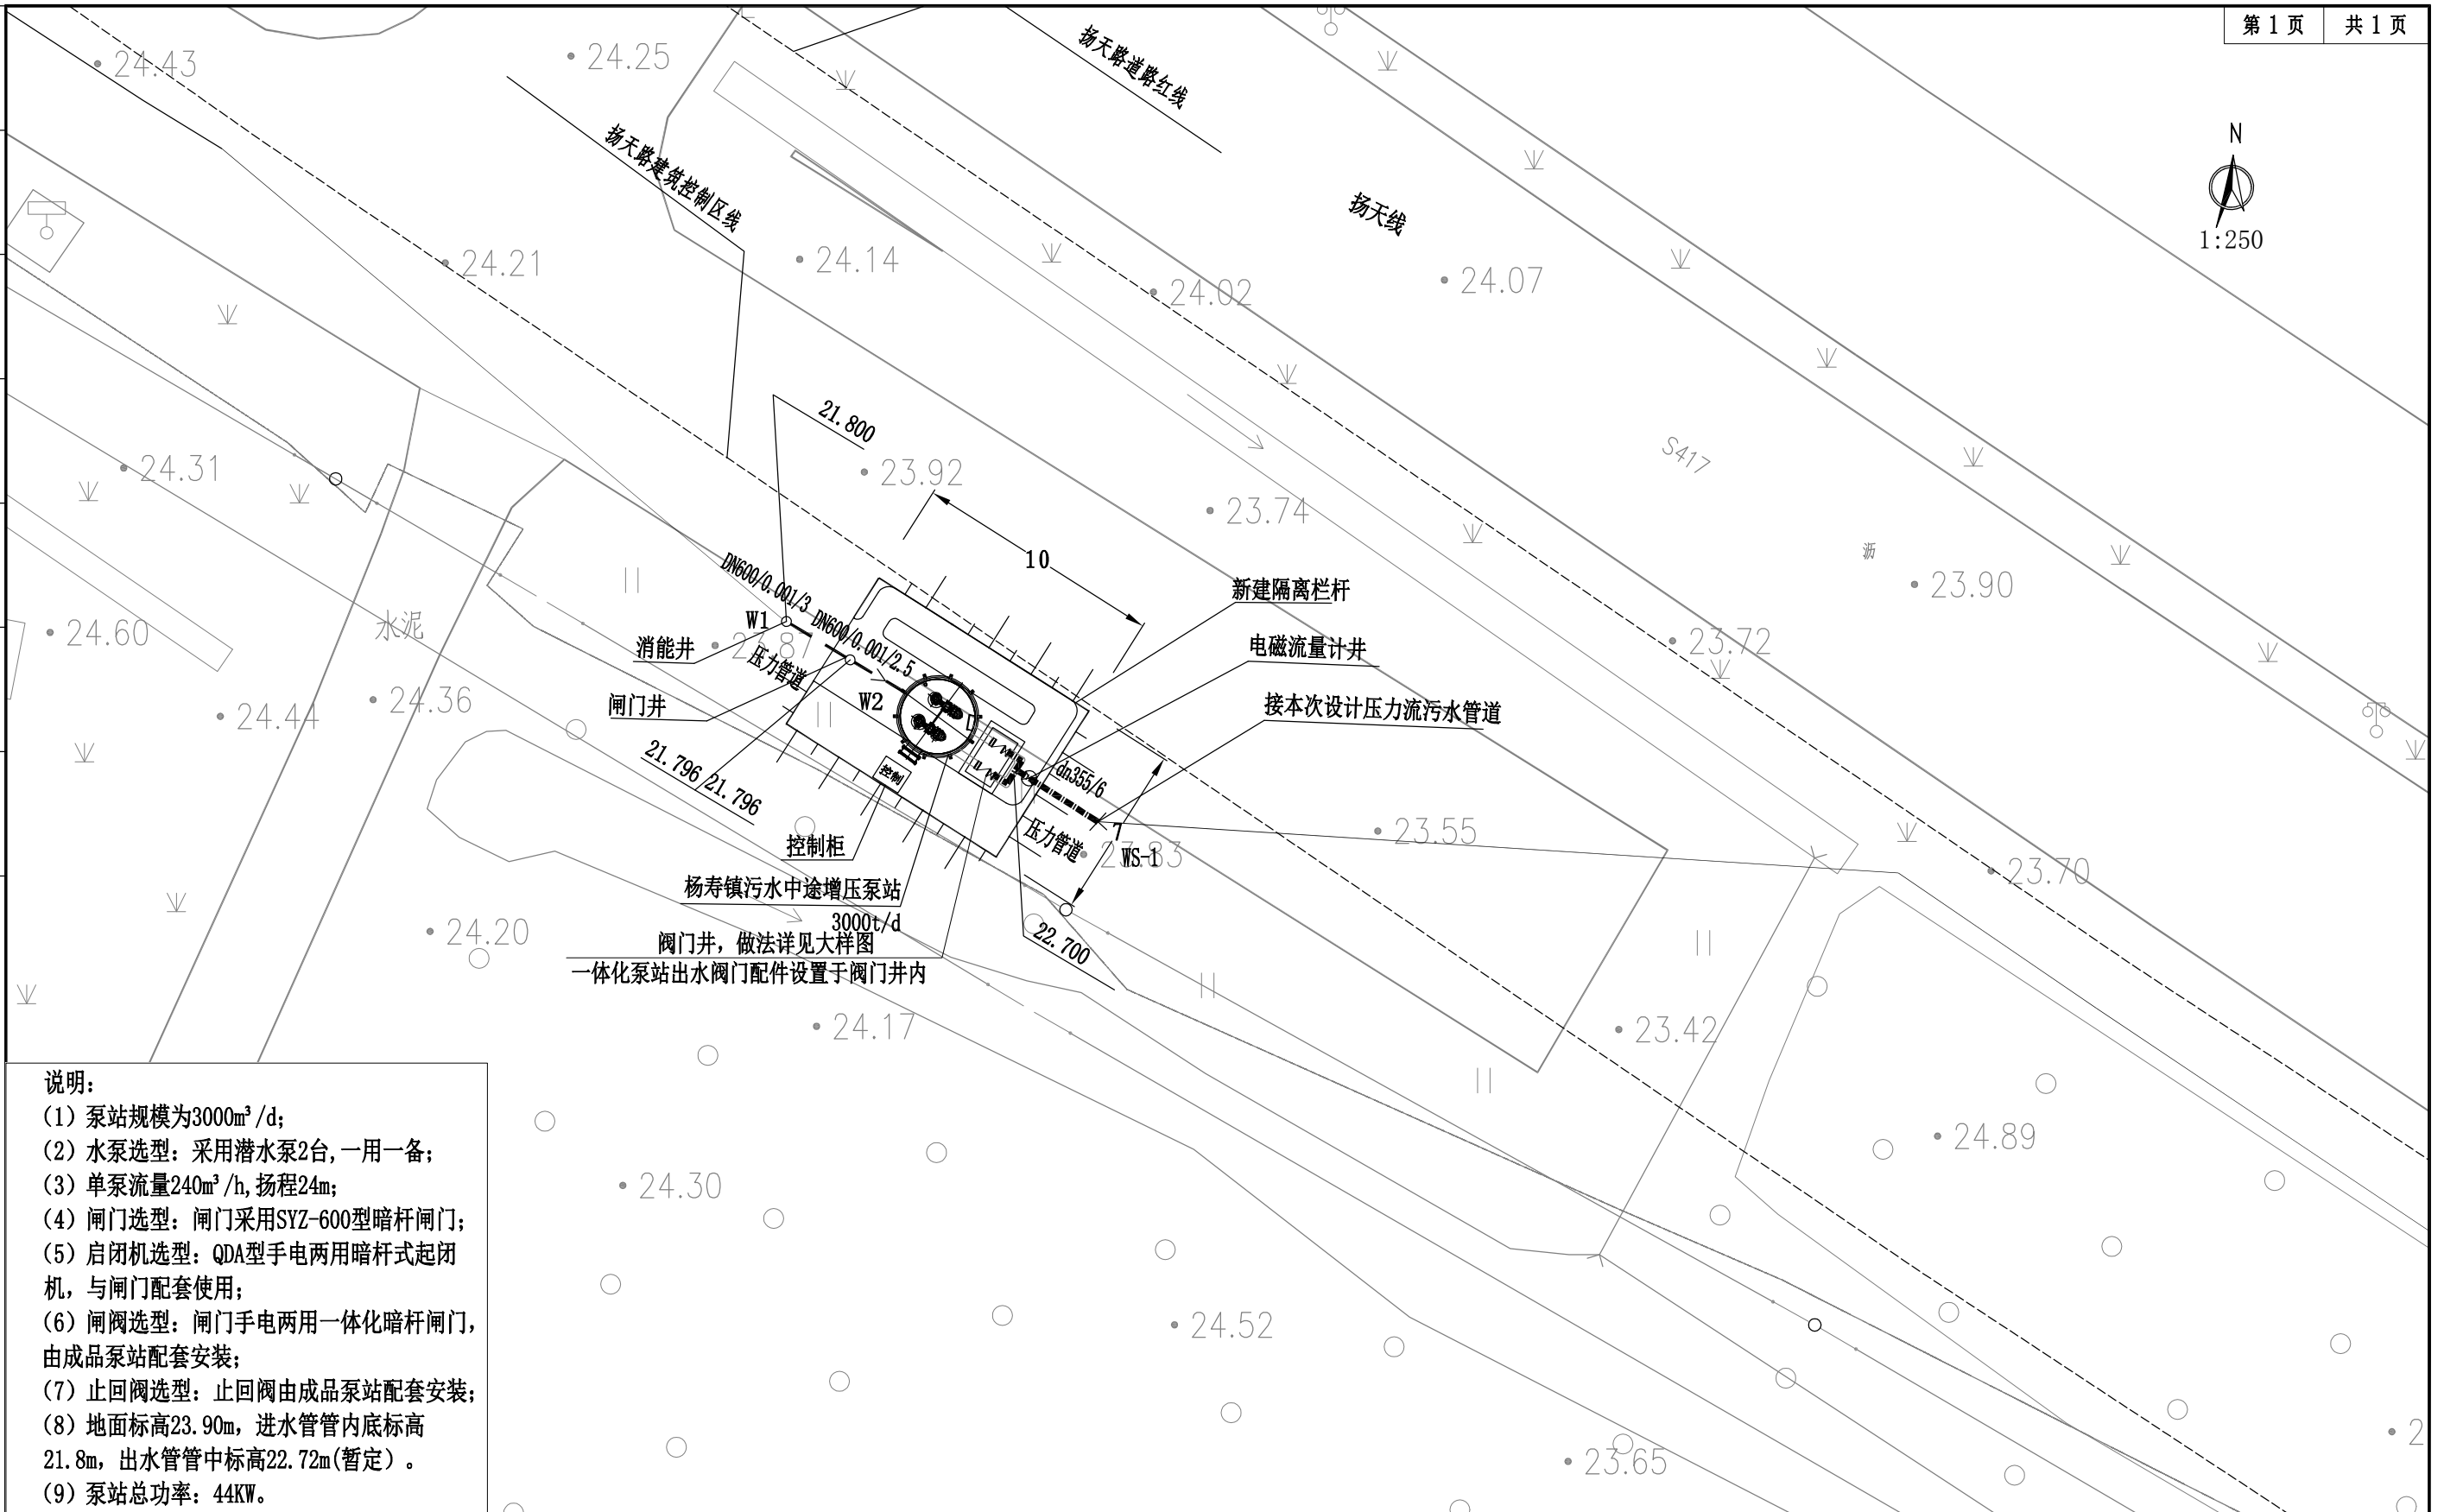 第 1 页 共 1 页
24.43
24.25
扬天路道路红线
N
1:250
扬天路建筑控制区线
扬天线
24.21
24.14
24.02
24.07
21.800
24.31
23.92
23.74
S417
沥
10
23.90
DN600/0.001/3
新建隔离栏杆
水泥
24.60
W1
消能井
23.87
DN600/0.001/2.5
压力管道
电磁流量计井
23.72
24.44
24.36
闸门井
W2
接本次设计压力流污水管道
21.796
21.796
控制
dn355/6
控制柜
压力管道
7
WS-1
23.83
23.55
23.70
杨寿镇污水中途增压泵站
3000t/d
24.20
阀门井，做法详见大样图
一体化泵站出水阀门配件设置于阀门井内
22.700
24.17
23.42
24.89
24.30
24.52
23.65
2
说明：
（1）泵站规模为3000m³/d；
（2）水泵选型：采用潜水泵2台,一用一备；
（3）单泵流量240m³/h,扬程24m；
（4）闸门选型：闸门采用SYZ-600型暗杆闸门；
（5）启闭机选型：QDA型手电两用暗杆式起闭
机，与闸门配套使用；
（6）闸阀选型：闸门手电两用一体化暗杆闸门，
由成品泵站配套安装；
（7）止回阀选型：止回阀由成品泵站配套安装；
（8）地面标高23.90m，进水管管内底标高
21.8m，出水管管中标高22.72m(暂定）。
（9）泵站总功率：44KW。